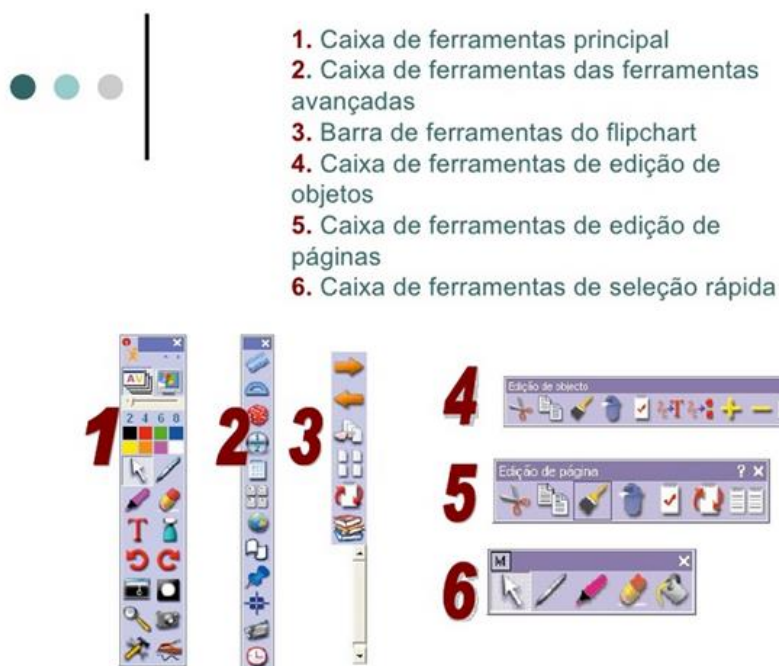 1. Caixa de ferramentas principal
2. Caixa de ferramentas das ferramentas
avançadas
3. Barra de ferramentas do flipchart
4. Caixa de ferramentas de edição de
objetos
5. Caixa de ferramentas de edição de
páginas
6. Caixa de ferramentas de seleção rápida
1
AV
2 4 6 8
T
2
3
4
Edição de objecto
T
5
Edição de página
? X
6
M